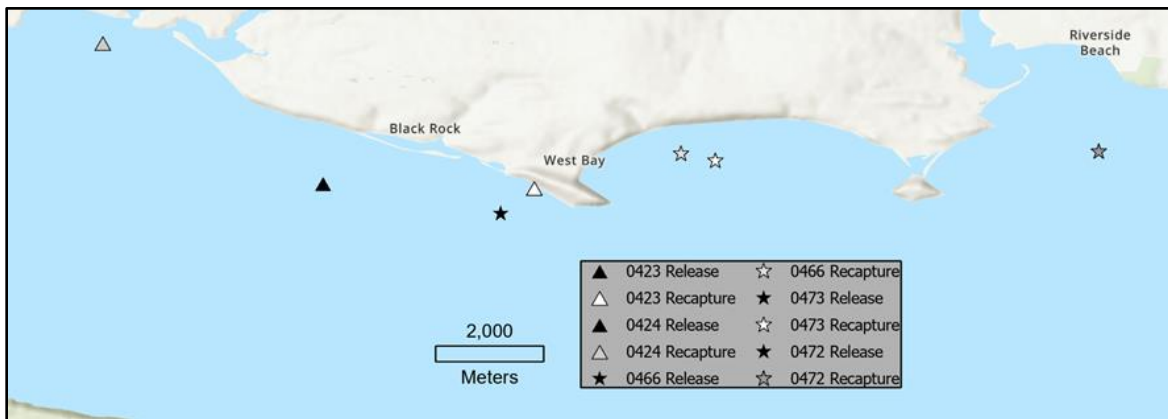 Riverside
Beach
Black Rock
West Bay
0423 Release
0466 Recapture
0423 Recapture
0473 Release
0424 Release
0473 Recapture
0424 Recapture
0472 Release
0466 Release
0472 Recapture
2,000
Meters